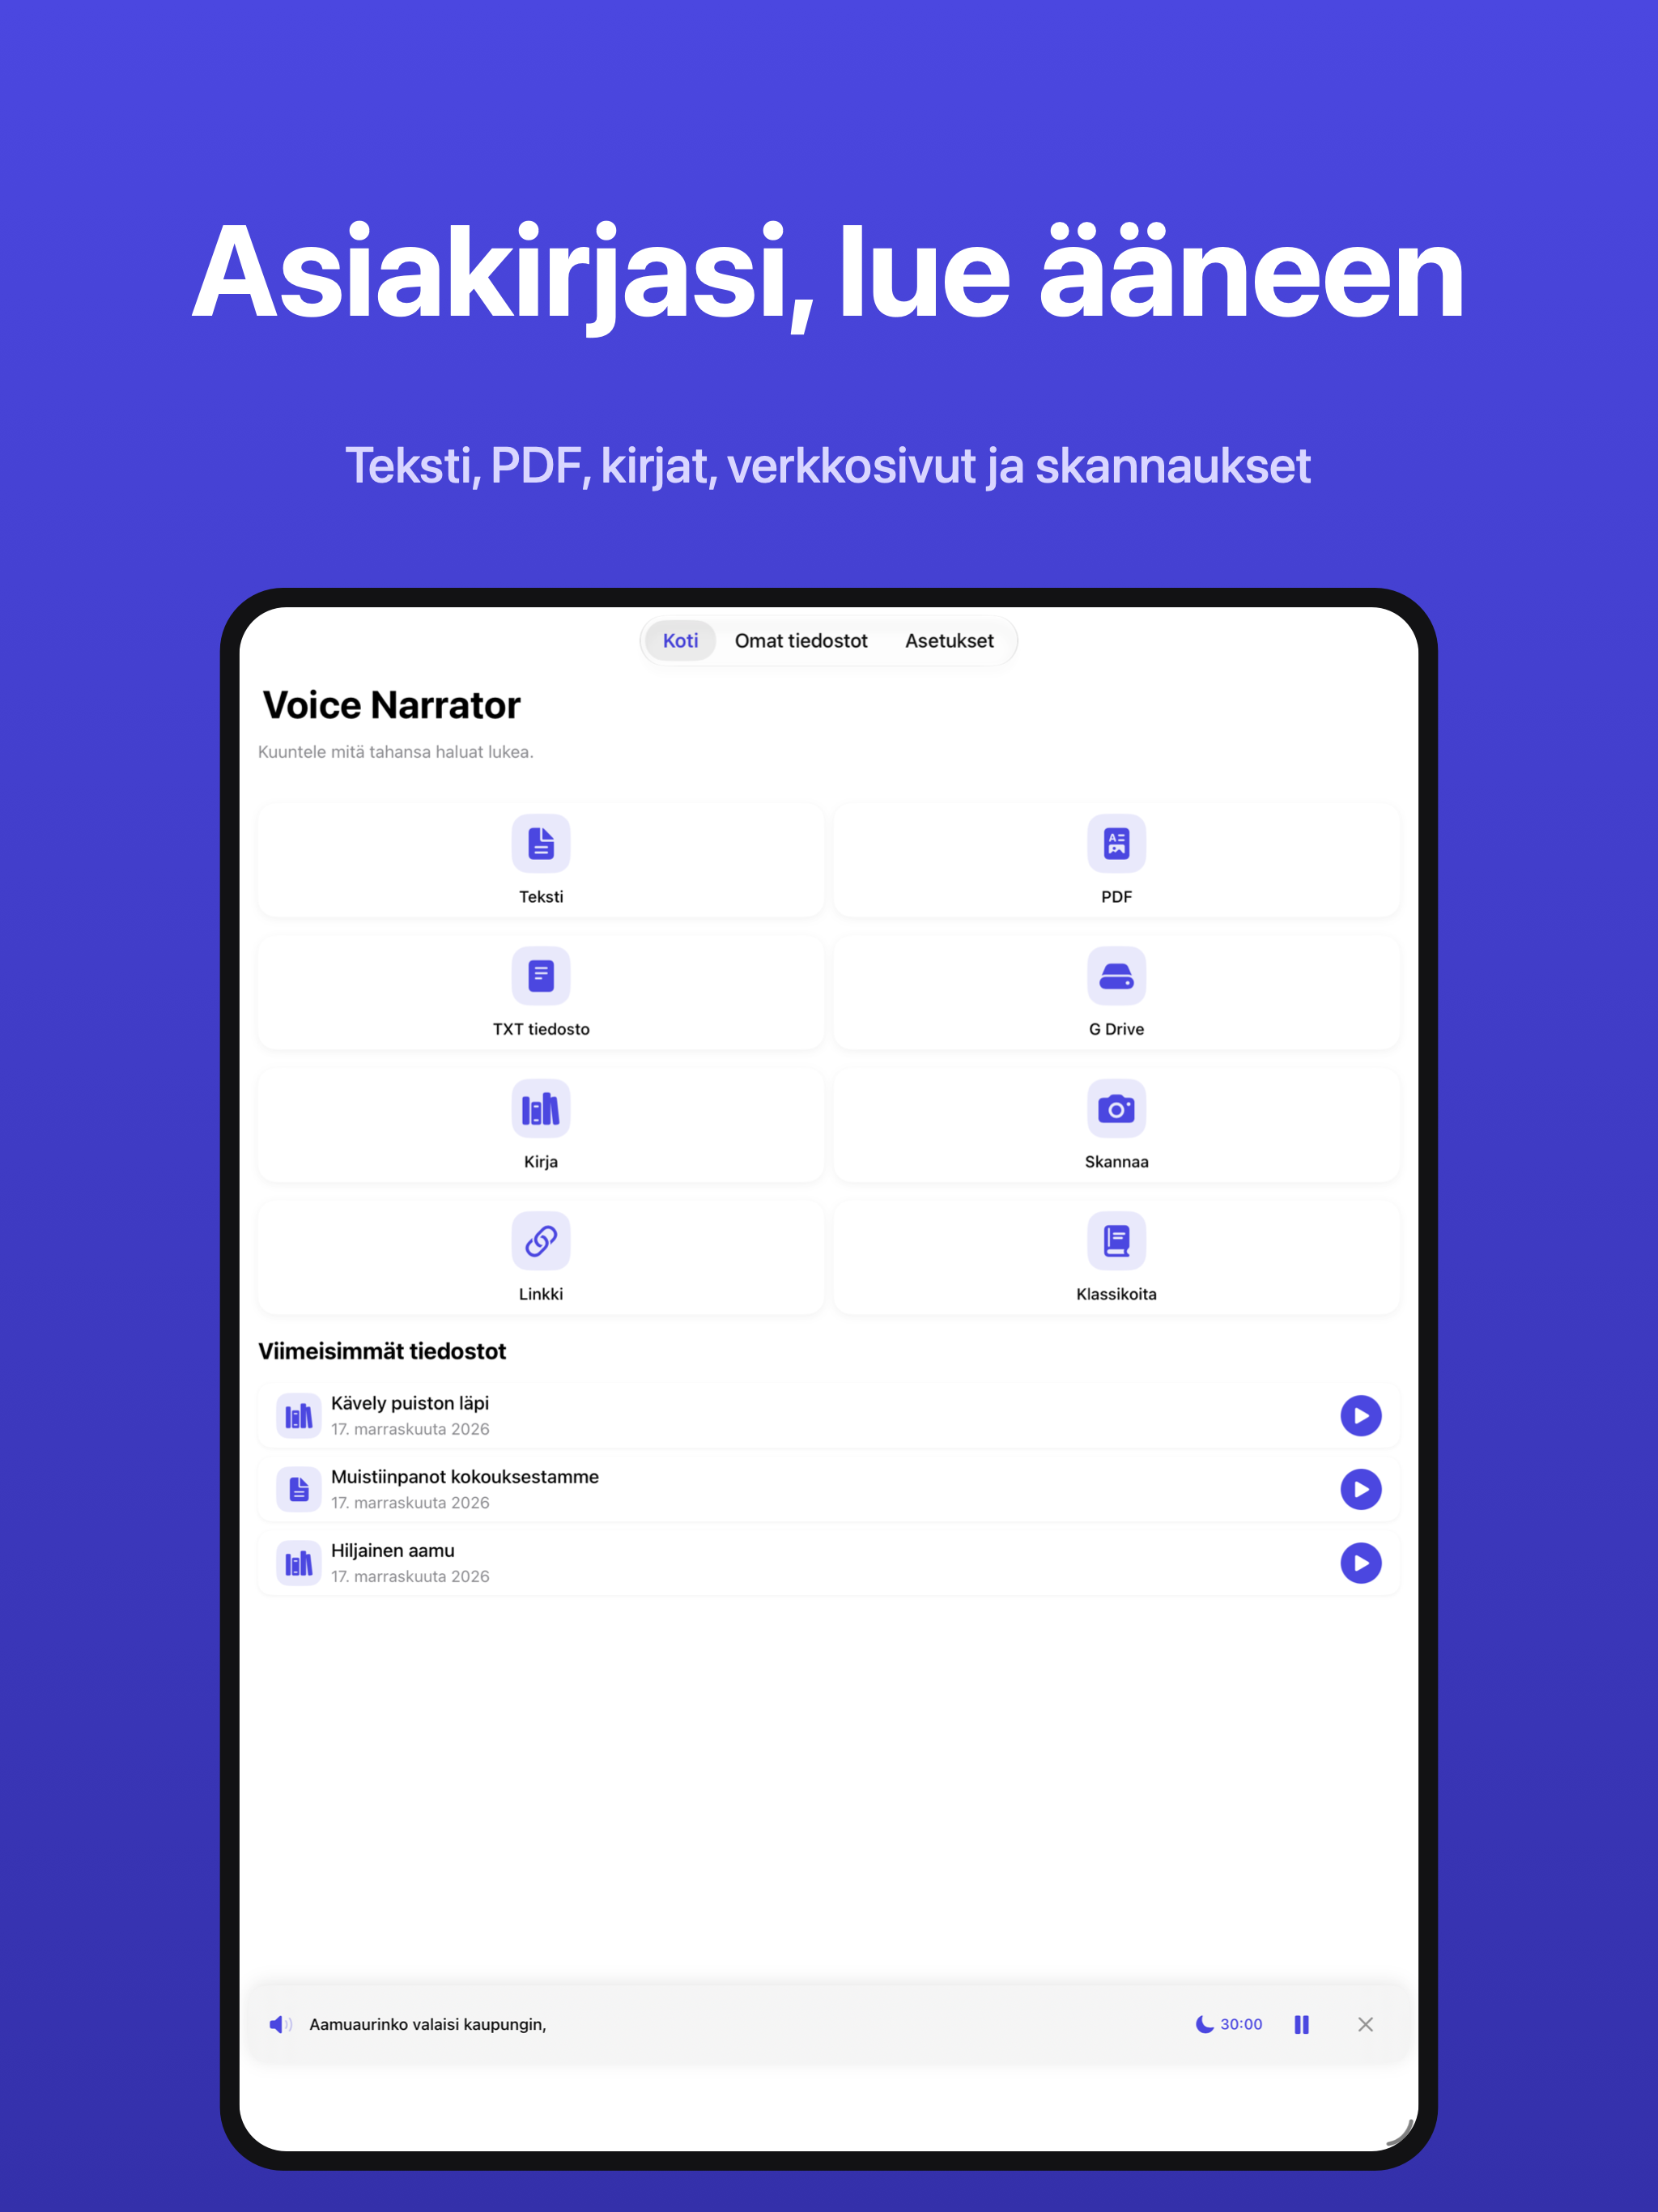 Asiakirjasi, lue ääneen
Teksti, PDF, kirjat, verkkosivut ja skannaukset
Koti Omat tiedostot Asetukset
Voice Narrator
Kuuntele mitä tahansa haluat lukea.
Teksti PDF
TXT tiedosto G Drive
Kirja Skannaa
Linkki Klassikoita
Viimeisimmät tiedostot
Kävely puiston läpi
17. marraskuuta 2026
Muistiinpanot kokouksestamme
17. marraskuuta 2026
Hiljainen aamu
17. marraskuuta 2026
Aamuaurinko valaisi kaupungin, 30:00